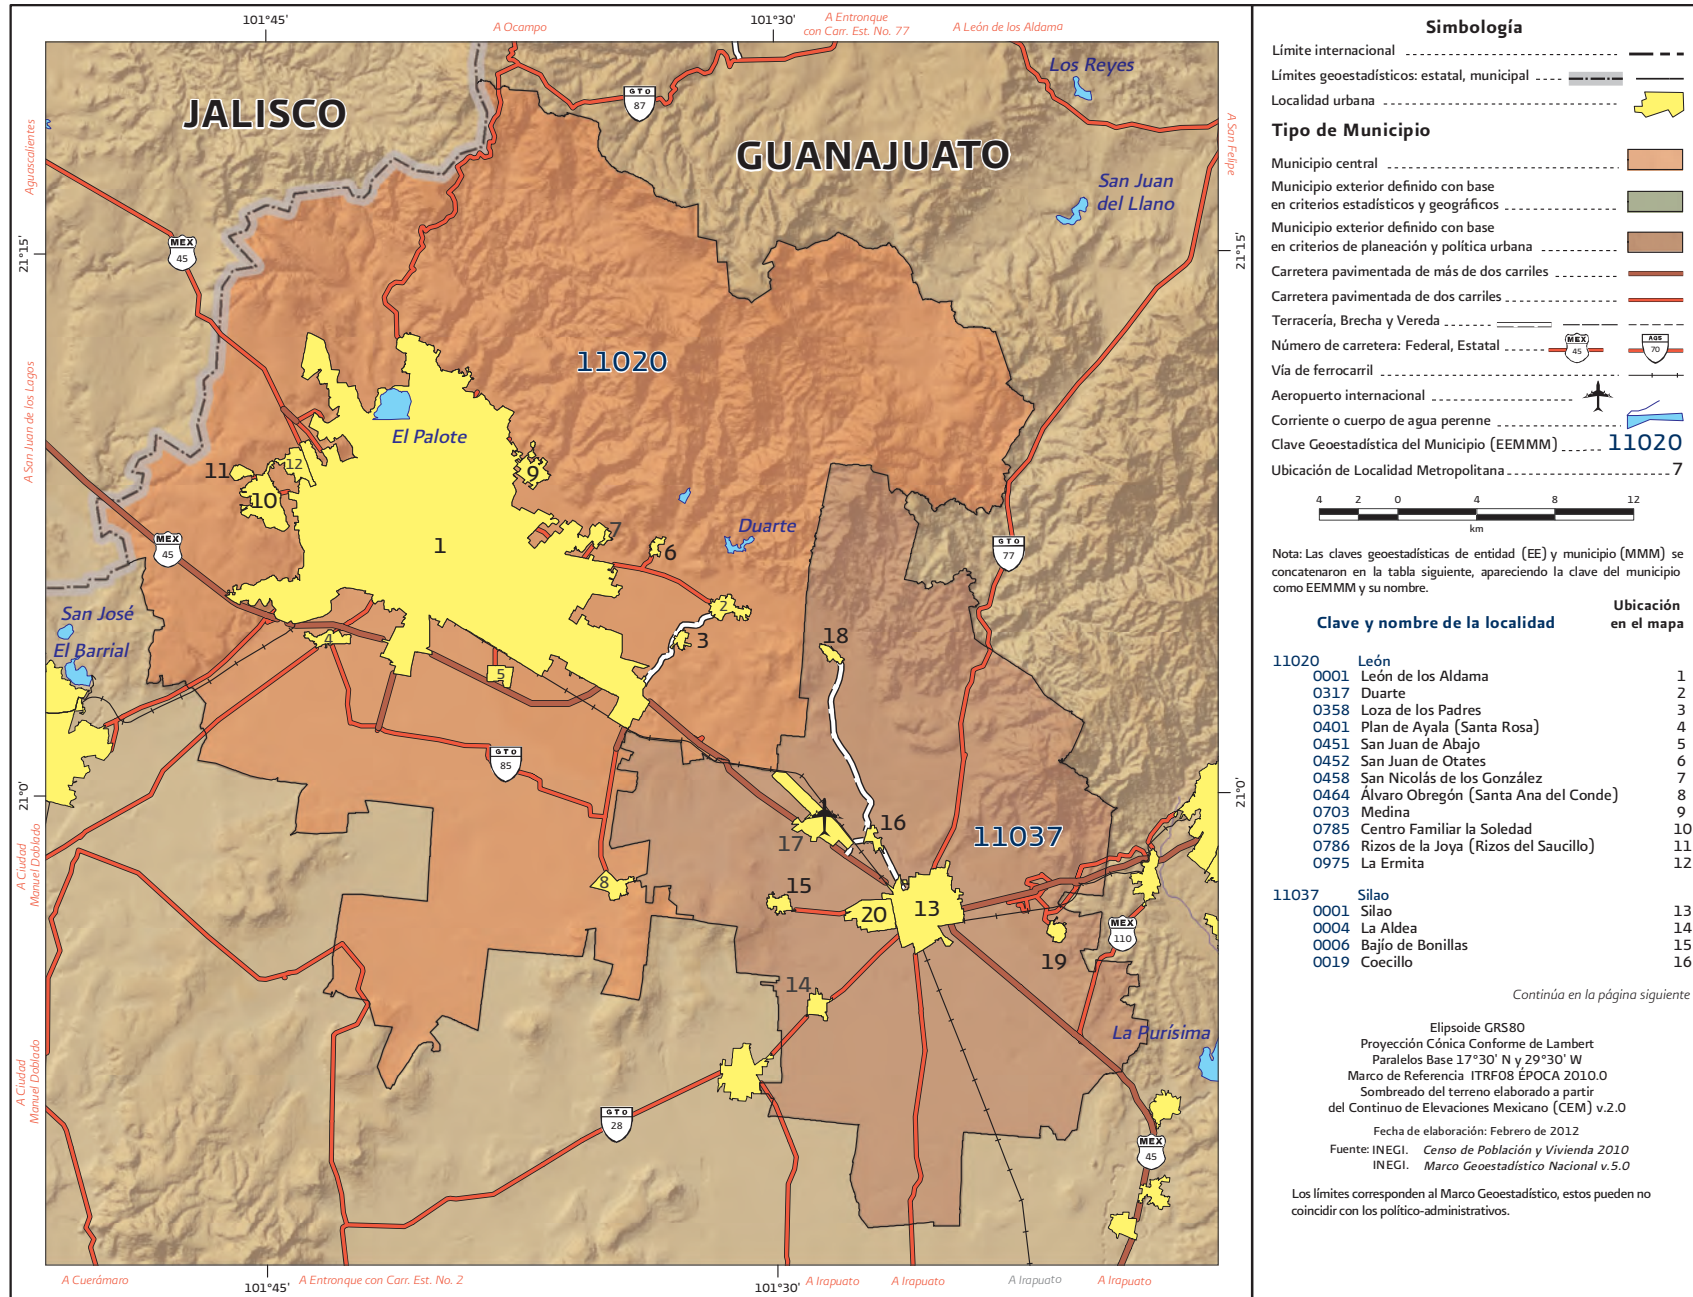 101°45'
A Ocampo
101°30'
A Entronque
con Carr. Est. No. 77
A León de los Aldama
JALISCO
GUANAJUATO
Los Reyes
GTO
87
Aguascalientes
A San Felipe
San Juan
del Llano
MEX
45
21°15'
21°15'
11020
A San Juan de los Lagos
El Palote
11
12
10
9
1
7
6
Duarte
MEX
45
GTO
77
2
3
18
San José
El Barrial
4
5
GTO
85
21°0'
21°0'
16
17
11037
A Ciudad
Manuel Doblado
8
15
20
13
MEX
110
19
14
La Purísima
A Ciudad
Manuel Doblado
GTO
28
MEX
45
A Cuerámaro
101°45'
A Entronque con Carr. Est. No. 2
101°30'
A Irapuato
A Irapuato
A Irapuato
A Irapuato
Simbología
Límite internacional
Límites geoestadísticos: estatal, municipal
Localidad urbana
Tipo de Municipio
Municipio central
Municipio exterior definido con base
en criterios estadísticos y geográficos
Municipio exterior definido con base
en criterios de planeación y política urbana
Carretera pavimentada de más de dos carriles
Carretera pavimentada de dos carriles
Terracería, Brecha y Vereda
Número de carretera: Federal, Estatal MEX 45 AGS 70
Vía de ferrocarril
Aeropuerto internacional
Corriente o cuerpo de agua perenne
Clave Geoestadística del Municipio (EEMMM) 11020
Ubicación de Localidad Metropolitana 7
4 2 0 4 8 12
km
Nota: Las claves geoestadísticas de entidad (EE) y municipio (MMM) se
concatenaron en la tabla siguiente, apareciendo la clave del municipio
como EEMMM y su nombre.
Clave y nombre de la localidad
Ubicación
en el mapa
11020 León
0001 León de los Aldama 1
0317 Duarte 2
0358 Loza de los Padres 3
0401 Plan de Ayala (Santa Rosa) 4
0451 San Juan de Abajo 5
0452 San Juan de Otates 6
0458 San Nicolás de los González 7
0464 Álvaro Obregón (Santa Ana del Conde) 8
0703 Medina 9
0785 Centro Familiar la Soledad 10
0786 Rizos de la Joya (Rizos del Saucillo) 11
0975 La Ermita 12
11037 Silao
0001 Silao 13
0004 La Aldea 14
0006 Bajío de Bonillas 15
0019 Coecillo 16
Continúa en la página siguiente
Elipsoide GRS80
Proyección Cónica Conforme de Lambert
Paralelos Base 17°30' N y 29°30' W
Marco de Referencia ITRF08 ÉPOCA 2010.0
Sombreado del terreno elaborado a partir
del Continuo de Elevaciones Mexicano (CEM) v.2.0
Fecha de elaboración: Febrero de 2012
Fuente: INEGI. Censo de Población y Vivienda 2010
INEGI. Marco Geoestadístico Nacional v.5.0
Los límites corresponden al Marco Geoestadístico, estos pueden no
coincidir con los político-administrativos.